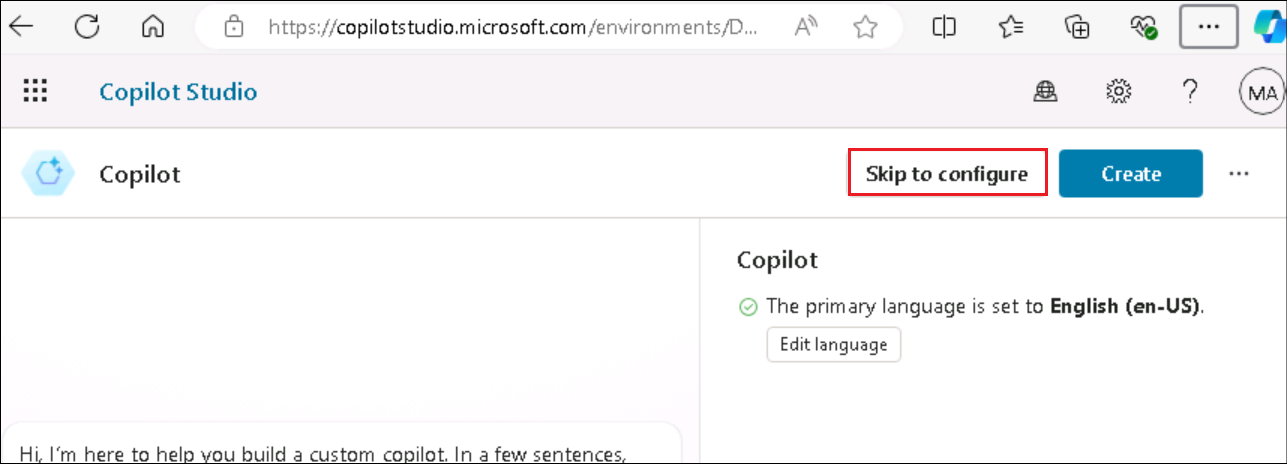 https://copilotstudio.microsoft.com/environments/D...
Copilot Studio
MA
Copilot
Skip to configure
Create
Copilot
The primary language is set to English (en-US).
Edit language
Hi, I'm here to help you build a custom copilot. In a few sentences,